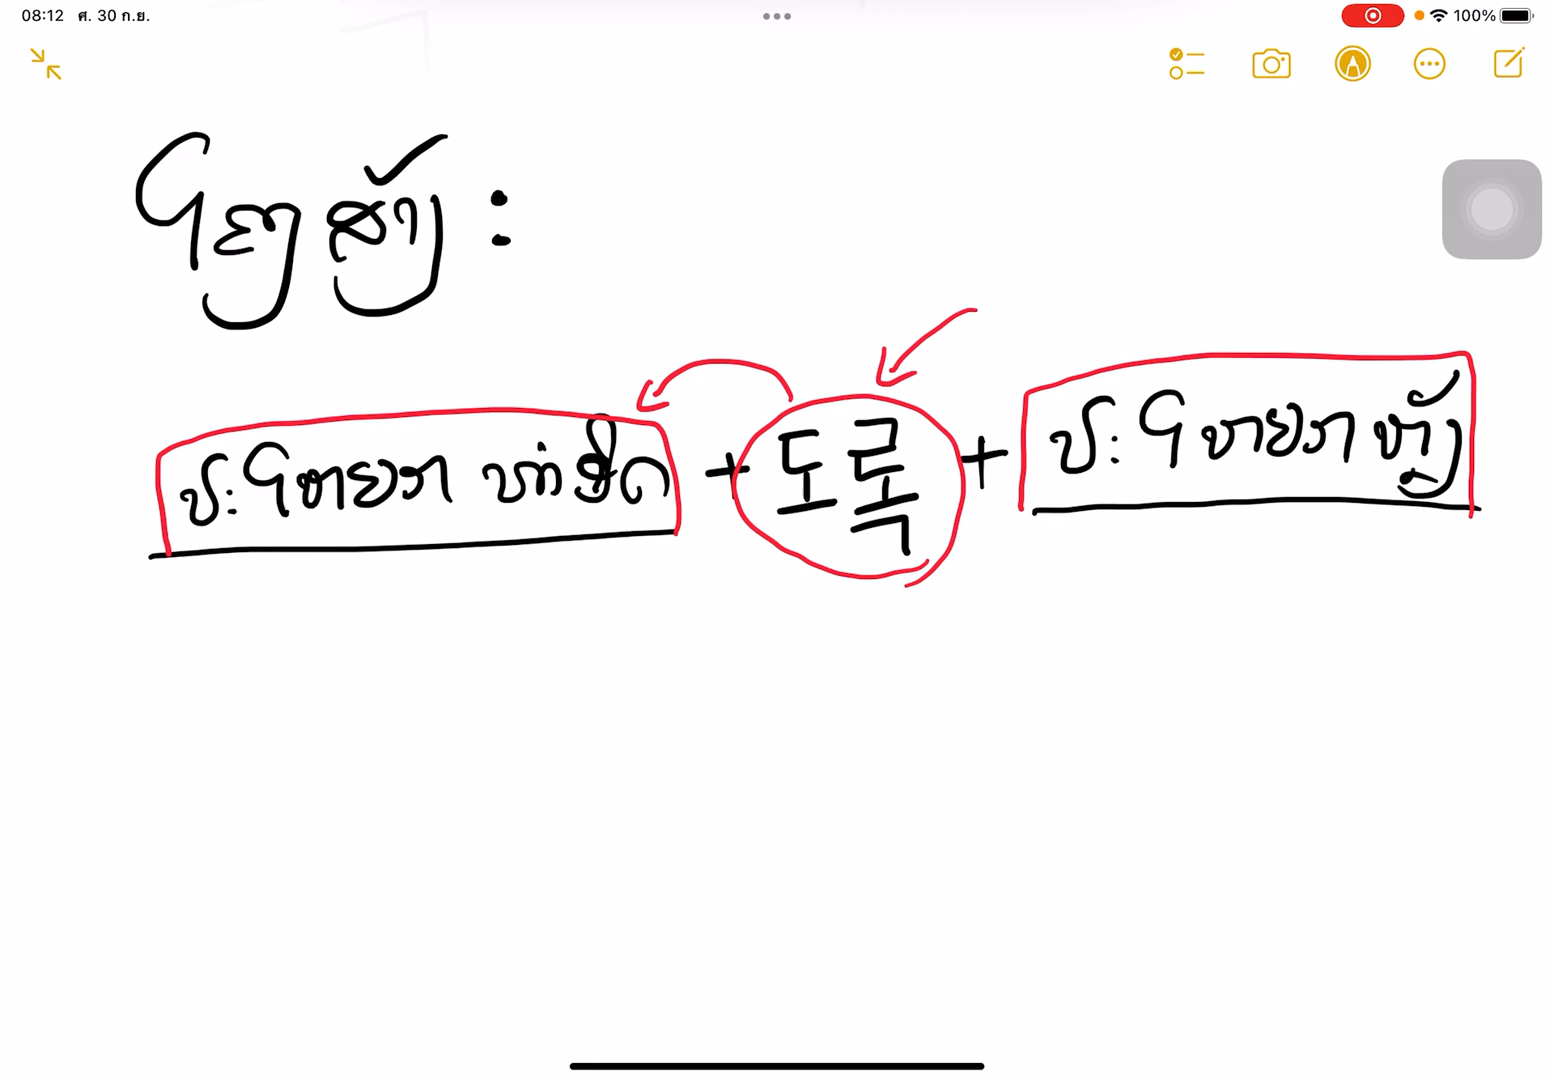 08:12 ศ. 30 ก.ย. 100%
ໂຄງສ້າງ :
ປະໂຫຍກ ທຳອິດ + 도록 + ປະໂຫຍກ ຫຼັງ